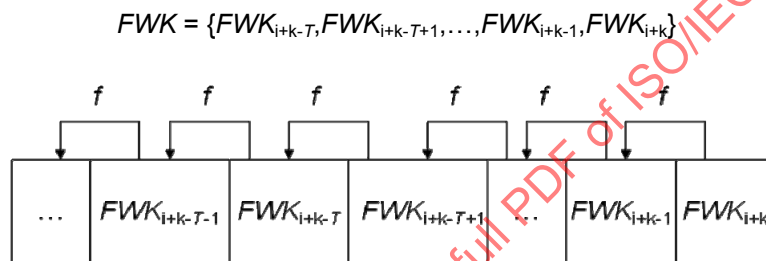 FWK = {FWKi+k-T,FWKi+k-T+1,…,FWKi+k-1,FWKi+k}
f f f f f f
… FWKi+k-T-1 FWKi+k-T FWKi+k-T+1 … FWKi+k-1 FWKi+k
full PDF of ISO/IEC